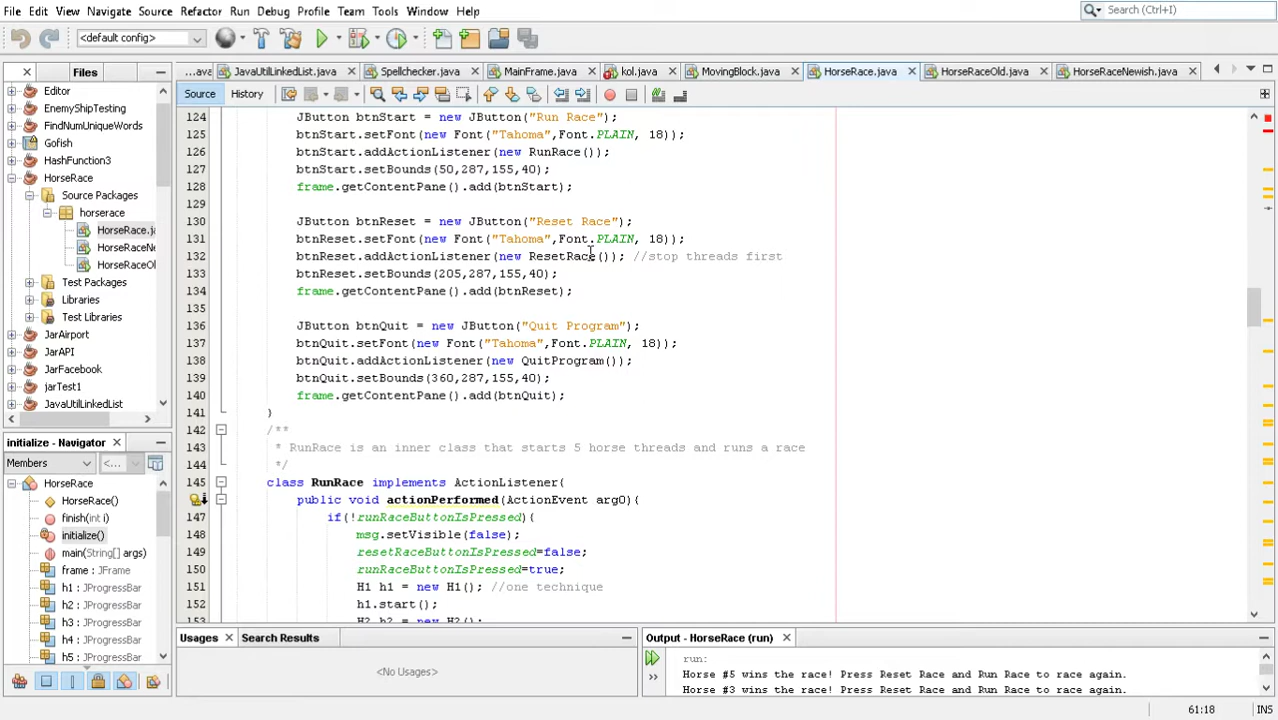 File Edit View Navigate Source Refactor Run Debug Profile Team Tools Window Help
Search (Ctrl+I)
<default config>
Files
...ava JavaUtilLinkedList.java Spellchecker.java MainFrame.java kol.java MovingBlock.java HorseRace.java HorseRaceOld.java HorseRaceNewish.java
Source History
Editor
EnemyShipTesting
FindNumUniqueWords
Gofish
HashFunction3
HorseRace
Source Packages
horserace
HorseRace.ja
HorseRaceNe
HorseRaceOl
Test Packages
Libraries
Test Libraries
JarAirport
JarAPI
JarFacebook
jarTest1
JavaUtilLinkedList
initialize - Navigator
Members <...
HorseRace
HorseRace()
finish(int i)
initialize()
main(String[] args)
frame : JFrame
h1 : JProgressBar
h2 : JProgressBar
h3 : JProgressBar
h4 : JProgressBar
h5 : JProgressBar
124 JButton btnStart = new JButton("Run Race");
125 btnStart.setFont(new Font("Tahoma",Font.PLAIN, 18));
126 btnStart.addActionListener(new RunRace());
127 btnStart.setBounds(50,287,155,40);
128 frame.getContentPane().add(btnStart);
129
130 JButton btnReset = new JButton("Reset Race");
131 btnReset.setFont(new Font("Tahoma",Font.PLAIN, 18));
132 btnReset.addActionListener(new ResetRace()); //stop threads first
133 btnReset.setBounds(205,287,155,40);
134 frame.getContentPane().add(btnReset);
135
136 JButton btnQuit = new JButton("Quit Program");
137 btnQuit.setFont(new Font("Tahoma",Font.PLAIN, 18));
138 btnQuit.addActionListener(new QuitProgram());
139 btnQuit.setBounds(360,287,155,40);
140 frame.getContentPane().add(btnQuit);
141 }
142 /**
143 * RunRace is an inner class that starts 5 horse threads and runs a race
144 */
145 class RunRace implements ActionListener{
public void actionPerformed(ActionEvent arg0){
147 if(!runRaceButtonIsPressed){
148 msg.setVisible(false);
149 resetRaceButtonIsPressed=false;
150 runRaceButtonIsPressed=true;
151 H1 h1 = new H1(); //one technique
152 h1.start();
153 H2 h2 = new H2();
Usages Search Results
<No Usages>
Output - HorseRace (run)
run:
Horse #5 wins the race! Press Reset Race and Run Race to race again.
Horse #3 wins the race! Press Reset Race and Run Race to race again.
61:18 INS